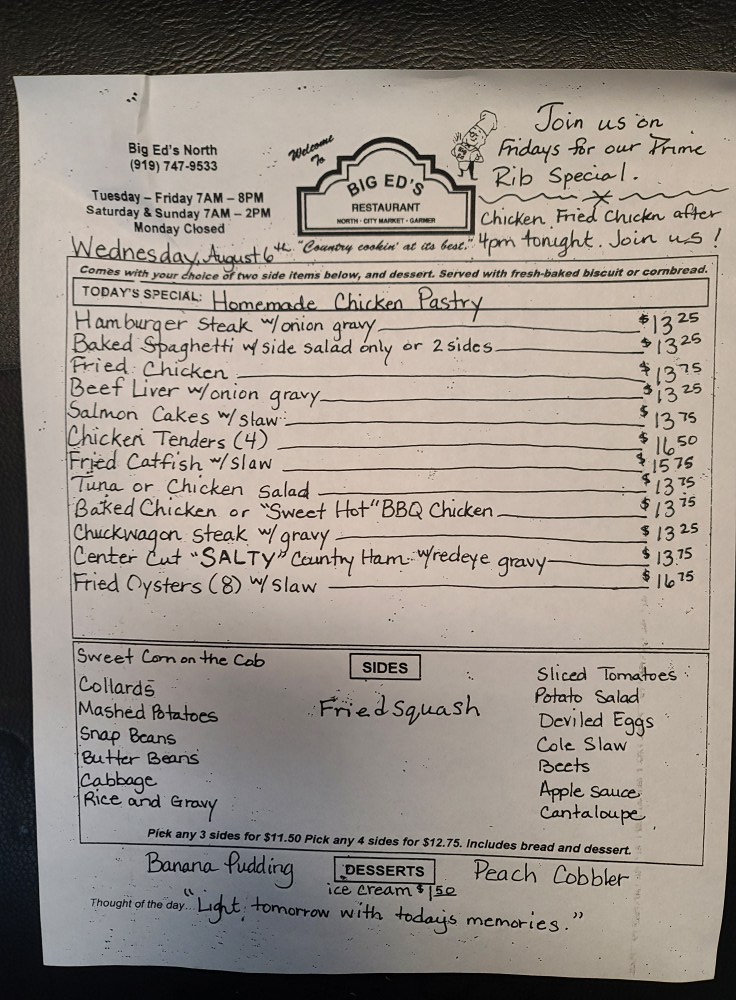 Big Ed's North
(919) 747-9533
Tuesday – Friday 7AM – 8PM
Saturday & Sunday 7AM – 2PM
Monday Closed
Welcome To
BIG ED'S
RESTAURANT
NORTH · CITY MARKET · GARNER
"Country cookin' at its best."
Join us on
Fridays for our Prime
Rib Special.
Chicken Fried Chicken after
4pm tonight. Join us!
Wednesday, August 6th
Comes with your choice of two side items below, and dessert. Served with fresh-baked biscuit or cornbread.
TODAY'S SPECIAL: Homemade Chicken Pastry
Hamburger steak w/onion gravy $13 25
Baked Spaghetti w/ side salad only or 2 sides $13 25
Fried Chicken $13 75
Beef Liver w/onion gravy $13 25
Salmon Cakes w/slaw $13 75
Chicken Tenders (4) $16 50
Fried Catfish w/slaw $15 75
Tuna or Chicken Salad $13 75
Baked Chicken or "Sweet Hot" BBQ Chicken $13 75
Chuckwagon steak w/gravy $13 25
Center Cut "SALTY" Country Ham w/redeye gravy $13.75
Fried Oysters (8) w/slaw $16 75
SIDES
Sweet Corn on the Cob
Collards
Mashed Potatoes
Snap Beans
Butter Beans
Cabbage
Rice and Gravy
Fried Squash
Sliced Tomatoes
Potato Salad
Deviled Eggs
Cole Slaw
Beets
Apple Sauce
Cantaloupe
Pick any 3 sides for $11.50 Pick any 4 sides for $12.75. Includes bread and dessert.
Banana Pudding DESSERTS Peach Cobbler
ice cream $1 50
Thought of the day... "Light tomorrow with todays memories."